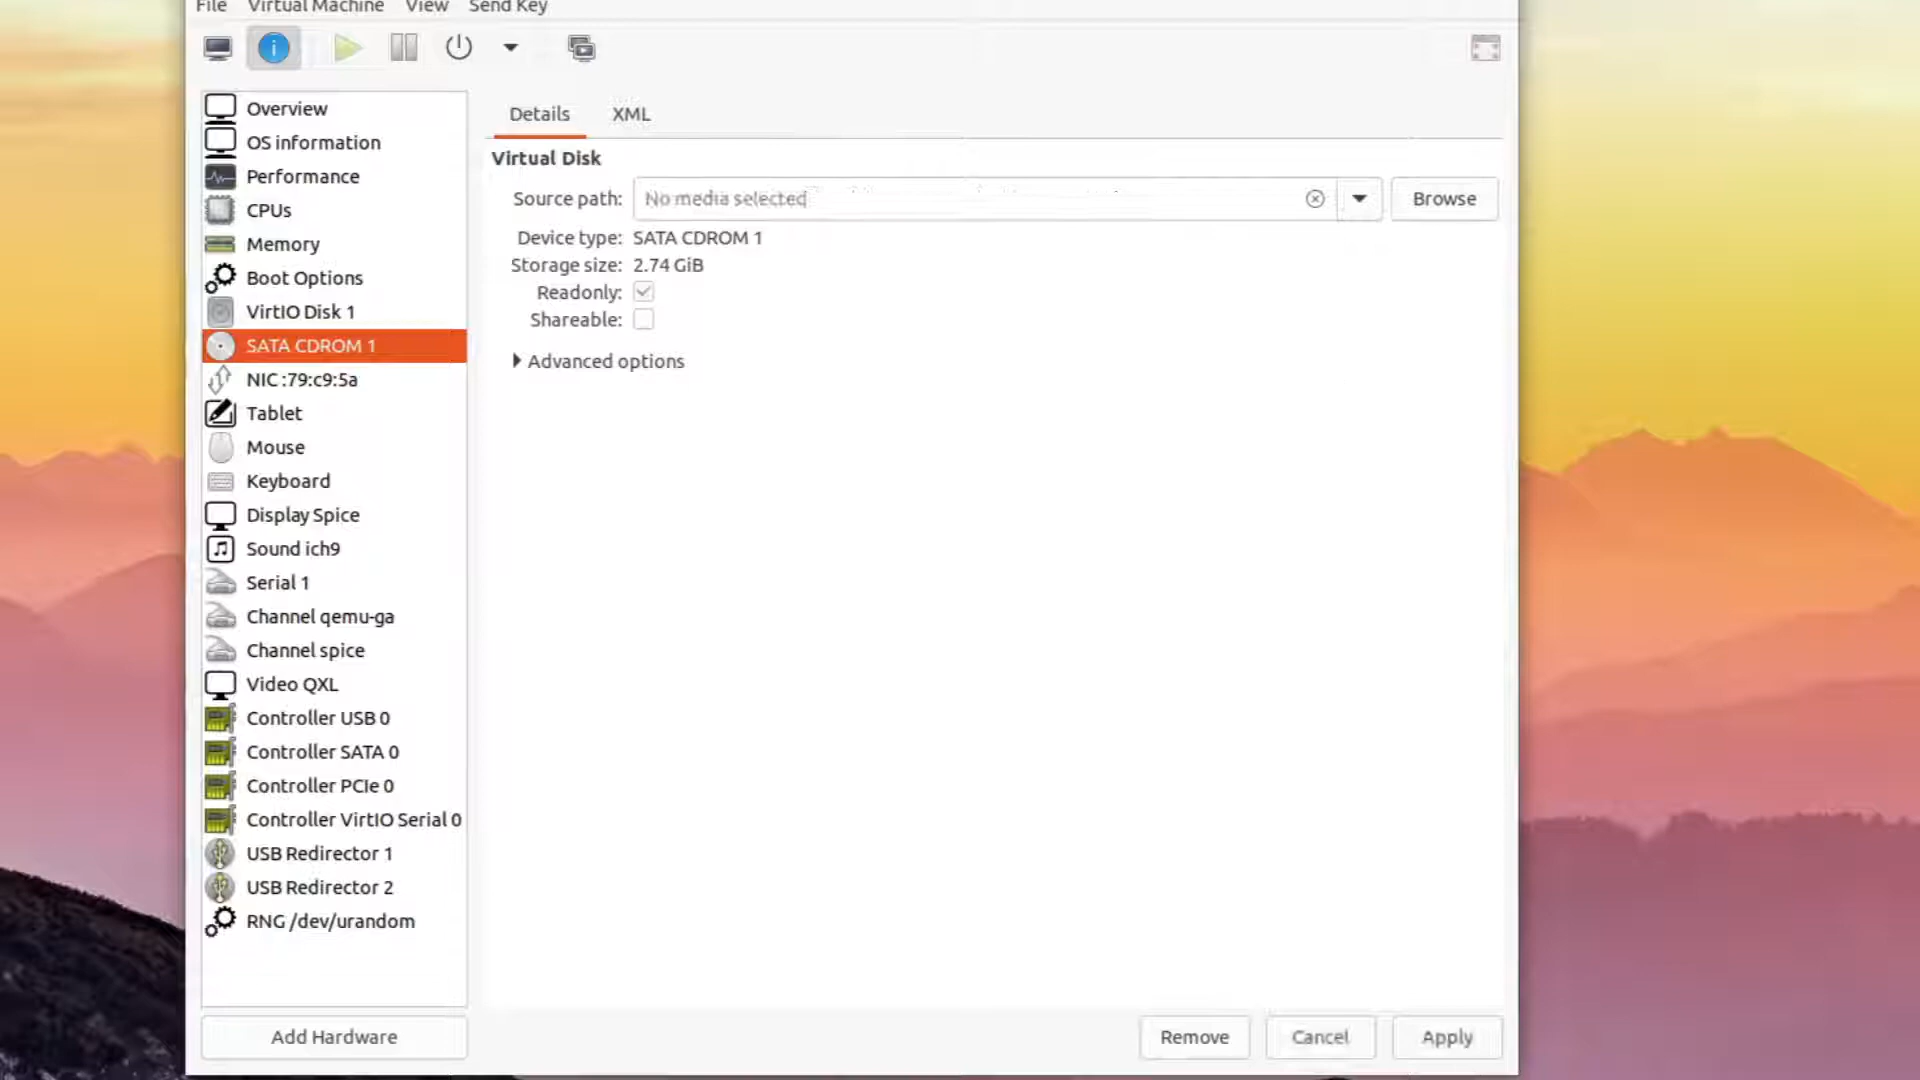 File Virtual Machine View Send Key
Overview
OS information
Performance
CPUs
Memory
Boot Options
VirtIO Disk 1
SATA CDROM 1
NIC :79:c9:5a
Tablet
Mouse
Keyboard
Display Spice
Sound ich9
Serial 1
Channel qemu-ga
Channel spice
Video QXL
Controller USB 0
Controller SATA 0
Controller PCIe 0
Controller VirtIO Serial 0
USB Redirector 1
USB Redirector 2
RNG /dev/urandom
Add Hardware
Details XML
Virtual Disk
Source path: No media selected Browse
Device type: SATA CDROM 1
Storage size: 2.74 GiB
Readonly:
Shareable:
Advanced options
Remove Cancel Apply